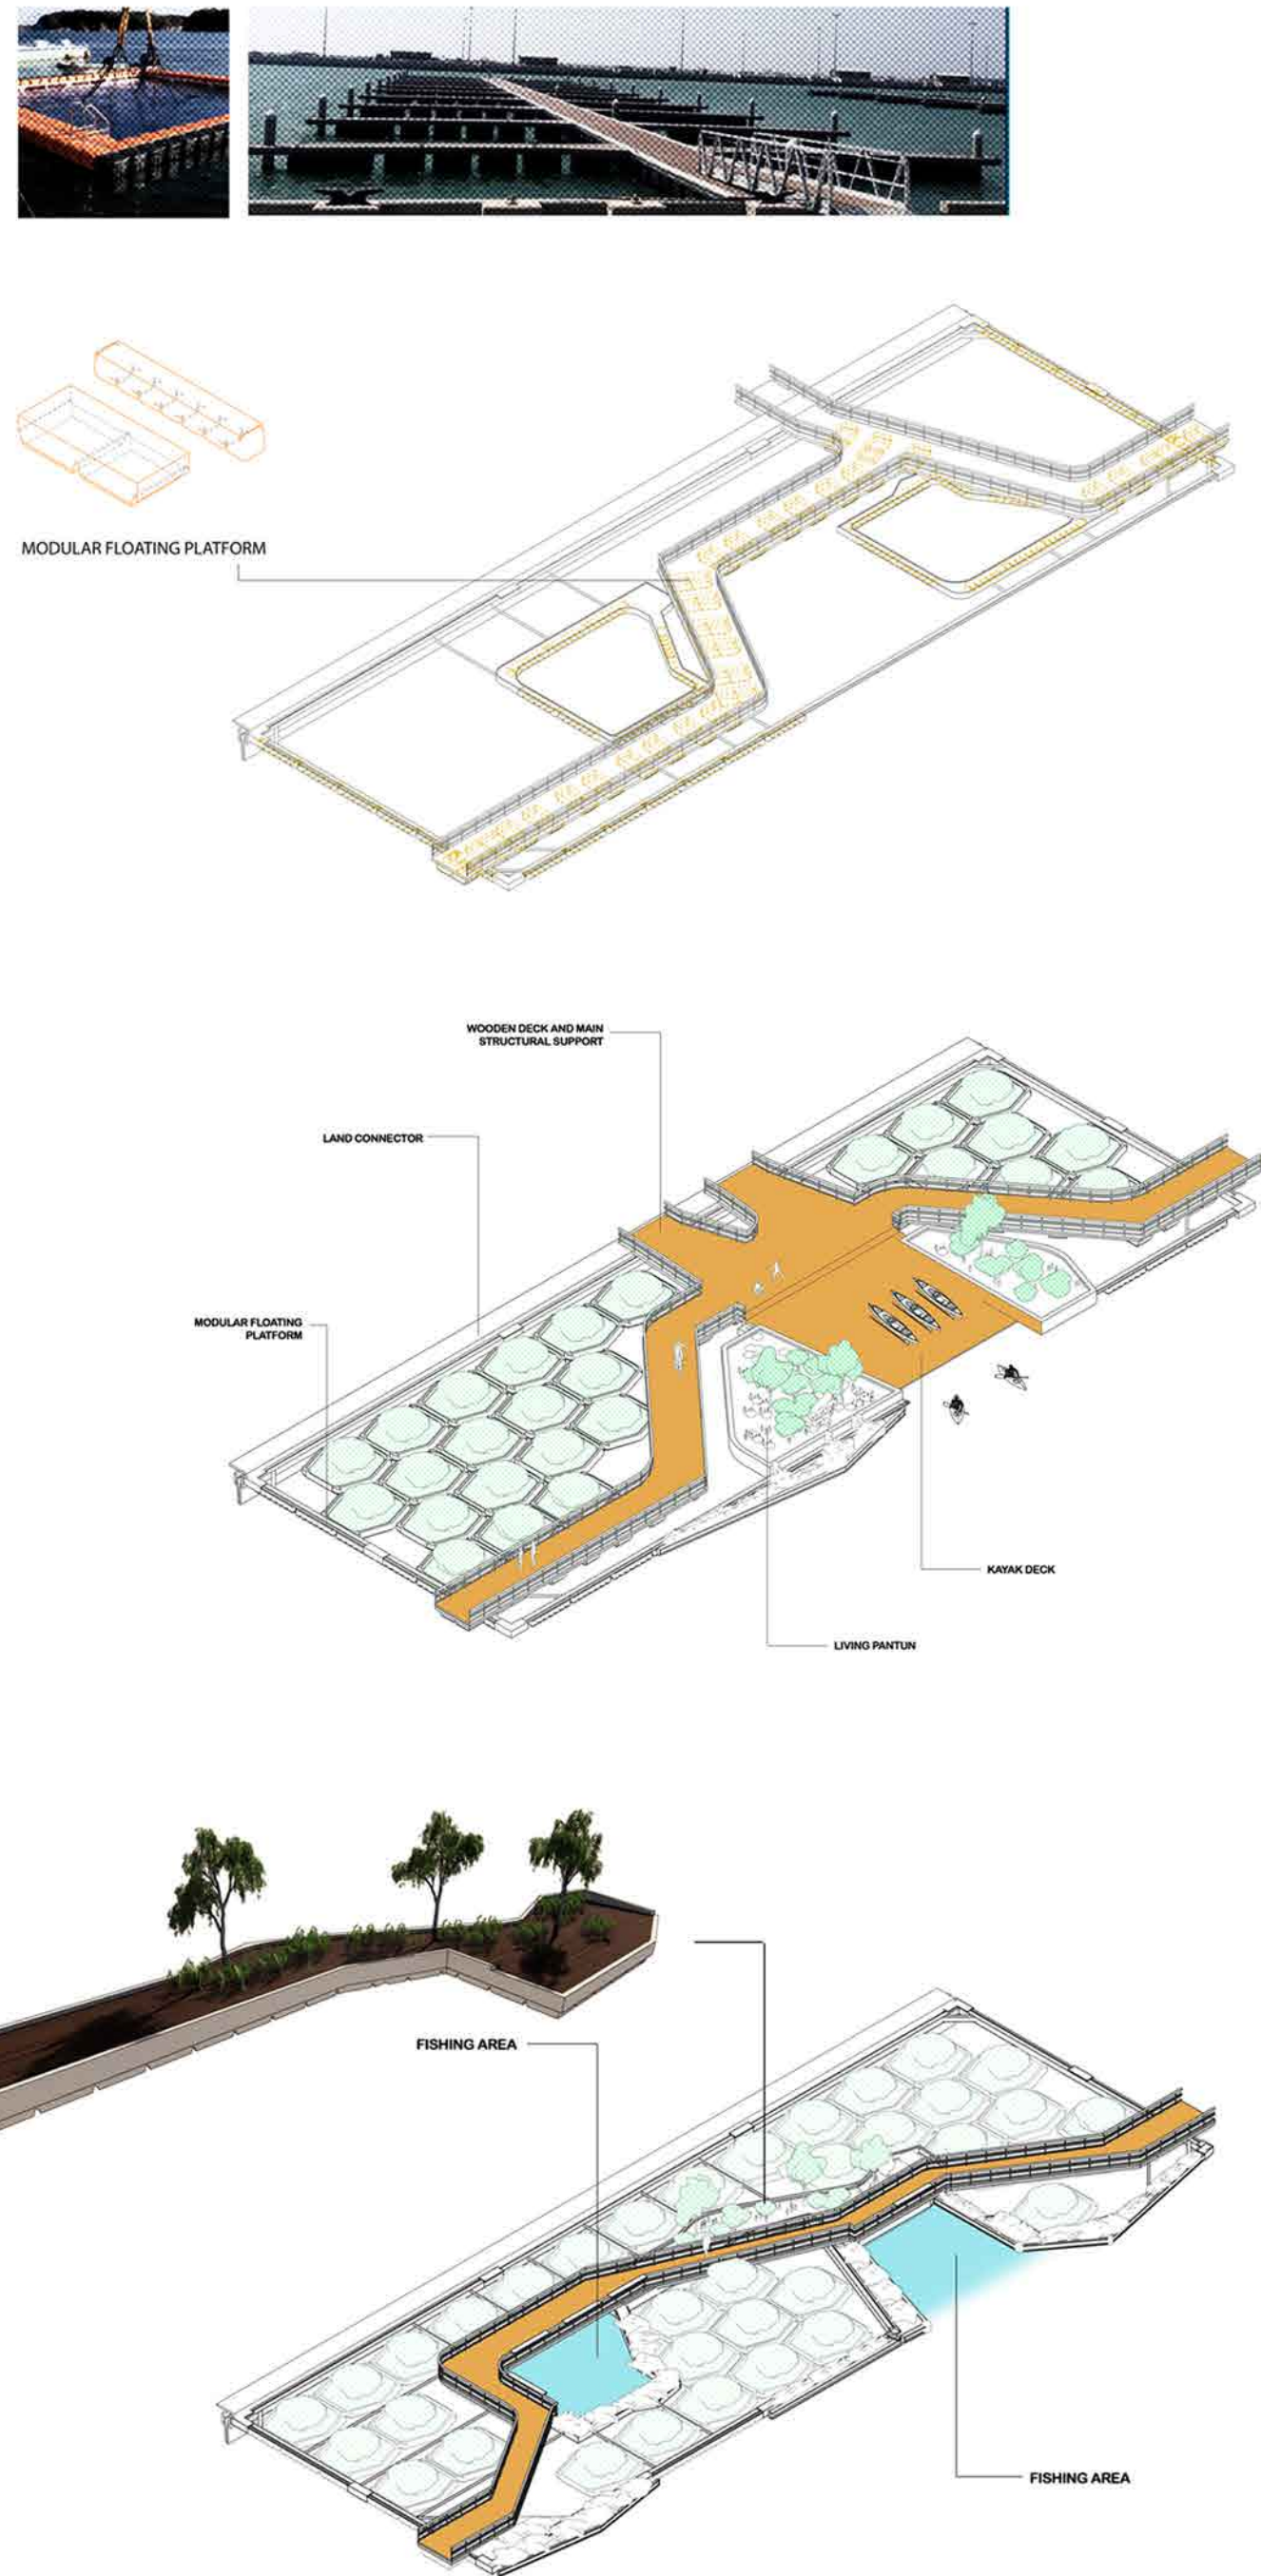 MODULAR FLOATING PLATFORM
WOODEN DECK AND MAIN
STRUCTURAL SUPPORT
LAND CONNECTOR
MODULAR FLOATING
PLATFORM
KAYAK DECK
LIVING PANTUN
FISHING AREA
FISHING AREA